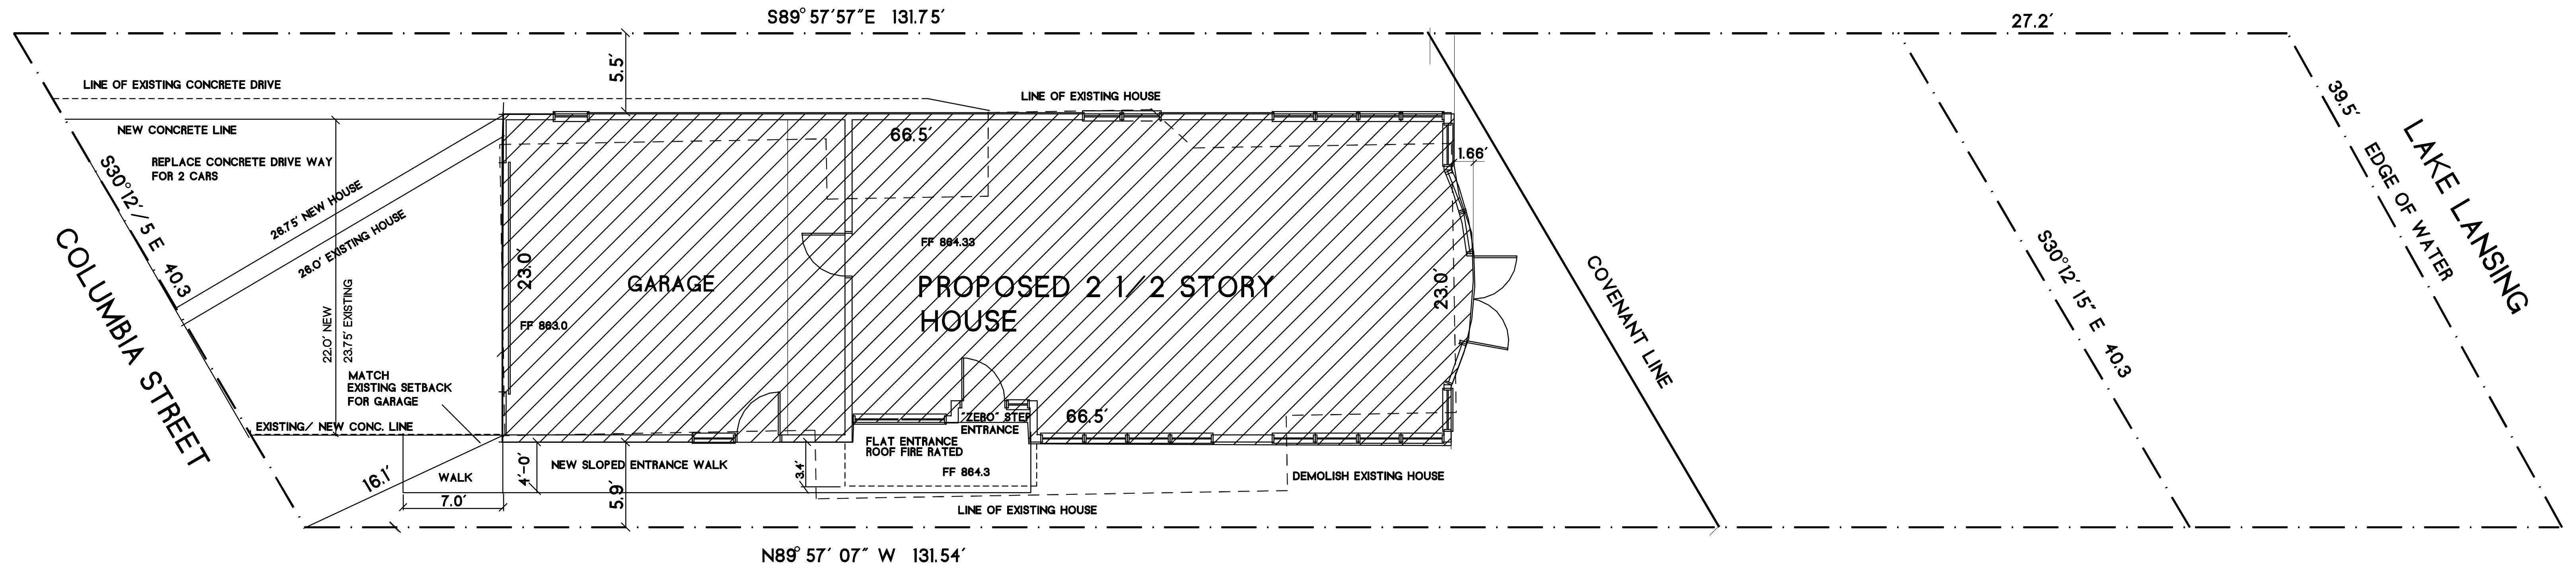 S89°57'57"E 131.75'
27.2'
5.5'
LINE OF EXISTING CONCRETE DRIVE
LINE OF EXISTING HOUSE
39.5'
EDGE OF WATER
LAKE LANSING
NEW CONCRETE LINE
66.5'
REPLACE CONCRETE DRIVE WAY
FOR 2 CARS
1.66'
S30°12'/5 E 40.3
26.75' NEW HOUSE
26.0' EXISTING HOUSE
COLUMBIA STREET
FF 864.33
23.0'
GARAGE
PROPOSED 2 1/2 STORY
HOUSE
23.0'
COVENANT LINE
S30°12' 15" E 40.3
FF 863.0
22.0' NEW
23.75' EXISTING
MATCH
EXISTING SETBACK
FOR GARAGE
EXISTING/ NEW CONC. LINE
"ZERO" STEP
ENTRANCE
66.5'
FLAT ENTRANCE
ROOF FIRE RATED
FF 864.3
NEW SLOPED ENTRANCE WALK
4'-0'
3.4'
16.1'
WALK
7.0'
5.9'
DEMOLISH EXISTING HOUSE
LINE OF EXISTING HOUSE
N89°57' 07" W 131.54'